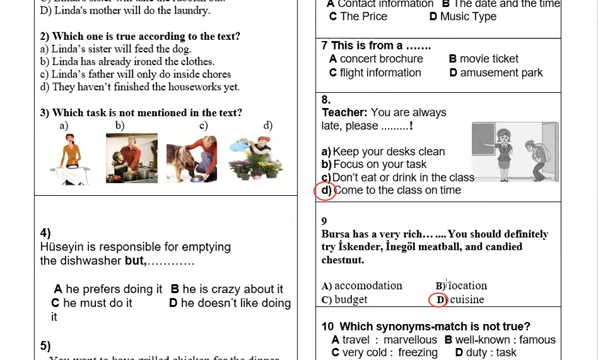 D) Linda's mother will do the laundry.
2) Which one is true according to the text?
a) Linda's sister will feed the dog.
b) Linda has already ironed the clothes.
c) Linda's father will only do inside chores
d) They haven't finished the houseworks yet.
3) Which task is not mentioned in the text?
a) b) c) d)
4)
Hüseyin is responsible for emptying
the dishwasher but,…………
A he prefers doing it B he is crazy about it
C he must do it D he doesn't like doing
it
5)
A Contact information B The date and the time
C The Price D Music Type
7 This is from a …….
A concert brochure B movie ticket
C flight information D amusement park
8.
Teacher: You are always
late, please .........!
a) Keep your desks clean
b) Focus on your task
c) Don't eat or drink in the class
d) Come to the class on time
9
Bursa has a very rich… .... You should definitely
try İskender, İnegöl meatball, and candied
chestnut.
A) accomodation B) location
C) budget D) cuisine
10 Which synonyms-match is not true?
A travel : marvellous B well-known : famous
C very cold : freezing D duty : task